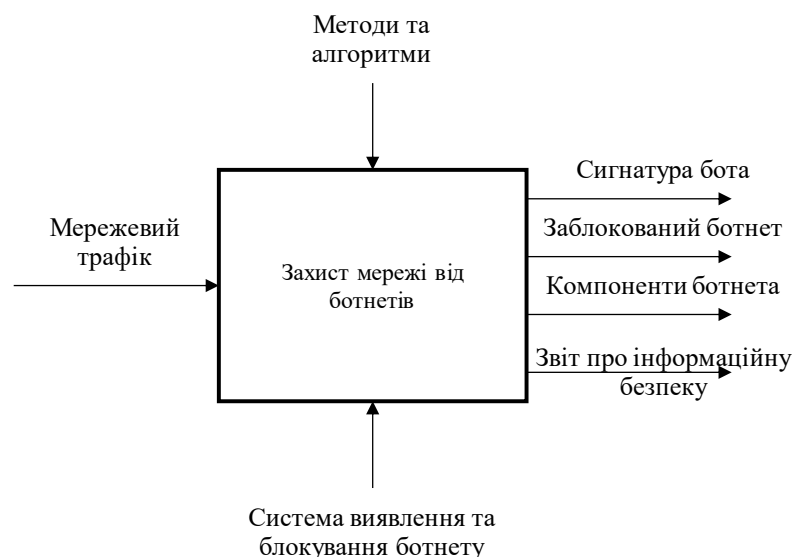 Методи та
алгоритми
Сигнатура бота
Мережевий
трафік
Заблокований ботнет
Захист мережі від
ботнетів
Компоненти ботнета
Звіт про інформаційну
безпеку
Система виявлення та
блокування ботнету